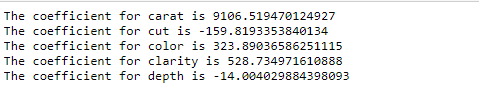 The coefficient for carat is 9106.519470124927
The coefficient for cut is -159.8193353840134
The coefficient for color is 323.89036586251115
The coefficient for clarity is 528.734971610888
The coefficient for depth is -14.004029884398093